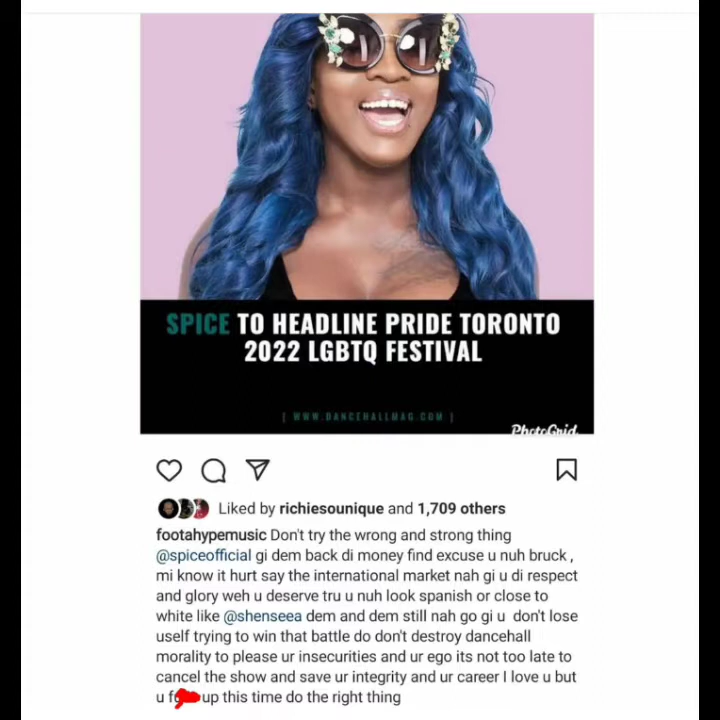 SPICE TO HEADLINE PRIDE TORONTO
2022 LGBTQ FESTIVAL
| WWW.DANCEHALLMAG.COM |
PhotoGrid
Liked by richiesounique and 1,709 others
footahypemusic Don't try the wrong and strong thing
@spiceofficial gi dem back di money find excuse u nuh bruck ,
mi know it hurt say the international market nah gi u di respect
and glory weh u deserve tru u nuh look spanish or close to
white like @shenseea dem and dem still nah go gi u  don't lose
uself trying to win that battle do don't destroy dancehall
morality to please ur insecurities and ur ego its not too late to
cancel the show and save ur integrity and ur career I love u but
u f up this time do the right thing